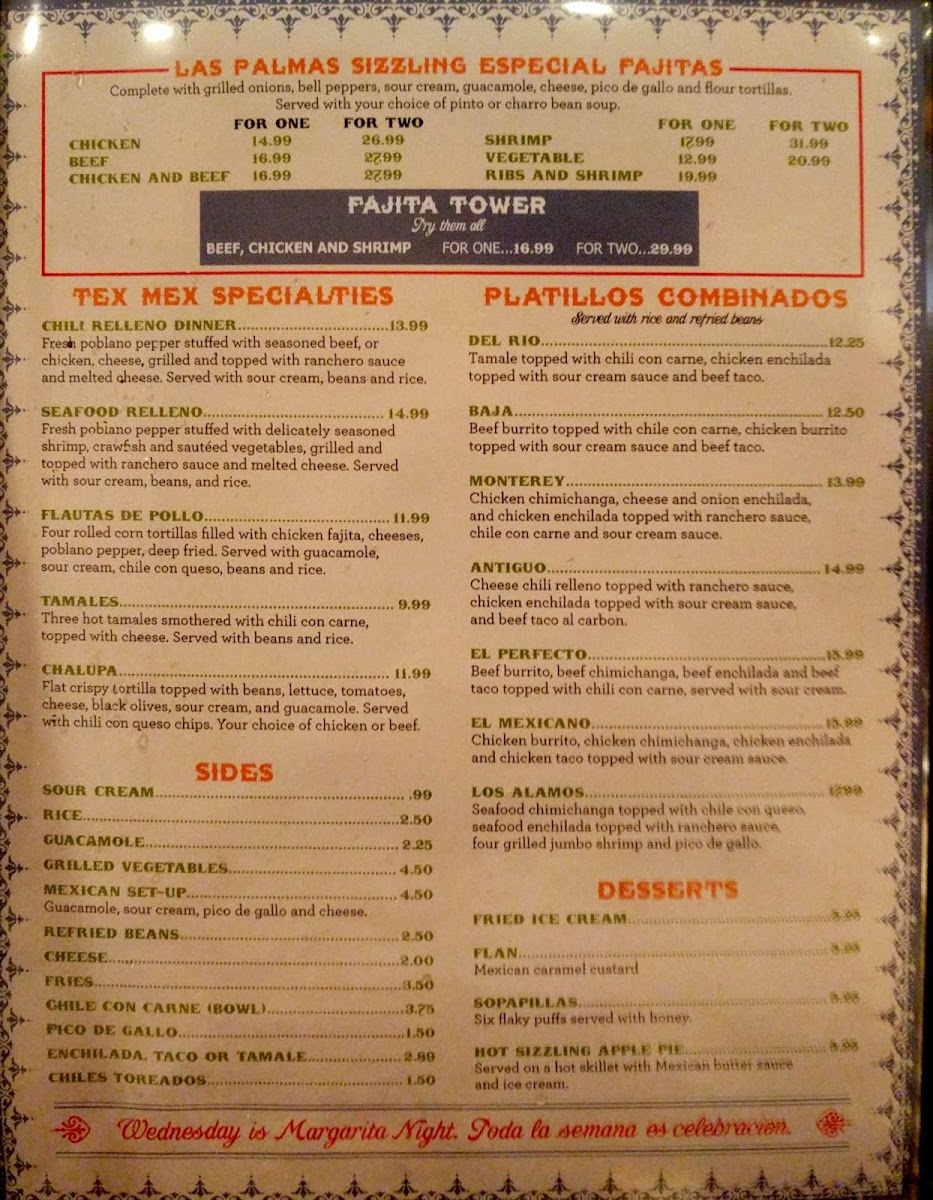 LAS PALMAS SIZZLING ESPECIAL FAJITAS
Complete with grilled onions, bell peppers, sour cream, guacamole, cheese, pico de gallo and flour tortillas.
Served with your choice of pinto or charro bean soup.
FOR ONE FOR TWO
CHICKEN 14.99 26.99
BEEF 16.99 27.99
CHICKEN AND BEEF 16.99 27.99
FOR ONE FOR TWO
SHRIMP 17.99 31.99
VEGETABLE 12.99 20.99
RIBS AND SHRIMP 19.99
FAJITA TOWER
Try them all
BEEF, CHICKEN AND SHRIMP FOR ONE...16.99 FOR TWO...29.99
TEX MEX SPECIALTIES
CHILI RELLENO DINNER 13.99
Fresh poblano pepper stuffed with seasoned beef, or
chicken, cheese, grilled and topped with ranchero sauce
and melted cheese. Served with sour cream, beans and rice.
SEAFOOD RELLENO 14.99
Fresh poblano pepper stuffed with delicately seasoned
shrimp, crawfish and sautéed vegetables, grilled and
topped with ranchero sauce and melted cheese. Served
with sour cream, beans, and rice.
FLAUTAS DE POLLO 11.99
Four rolled corn tortillas filled with chicken fajita, cheeses,
poblano pepper, deep fried. Served with guacamole,
sour cream, chile con queso, beans and rice.
TAMALES 9.99
Three hot tamales smothered with chili con carne,
topped with cheese. Served with beans and rice.
CHALUPA 11.99
Flat crispy tortilla topped with beans, lettuce, tomatoes,
cheese, black olives, sour cream, and guacamole. Served
with chili con queso chips. Your choice of chicken or beef.
SIDES
SOUR CREAM .99
RICE 2.50
GUACAMOLE 2.25
GRILLED VEGETABLES 4.50
MEXICAN SET-UP 4.50
Guacamole, sour cream, pico de gallo and cheese.
REFRIED BEANS 2.50
CHEESE 2.00
FRIES 3.50
CHILE CON CARNE (BOWL) 3.75
PICO DE GALLO 1.50
ENCHILADA, TACO OR TAMALE 2.89
CHILES TOREADOS 1.50
PLATILLOS COMBINADOS
Served with rice and refried beans
DEL RIO 12.25
Tamale topped with chili con carne, chicken enchilada
topped with sour cream sauce and beef taco.
BAJA 12.50
Beef burrito topped with chile con carne, chicken burrito
topped with sour cream sauce and beef taco.
MONTEREY 13.99
Chicken chimichanga, cheese and onion enchilada,
and chicken enchilada topped with ranchero sauce,
chile con carne and sour cream sauce.
ANTIGUO 14.99
Cheese chili relleno topped with ranchero sauce,
chicken enchilada topped with sour cream sauce,
and beef taco al carbon.
EL PERFECTO
Beef burrito, beef chimichanga, beef enchilada and beef
taco topped with chili con carne, served with sour cream.
EL MEXICANO
Chicken burrito, chicken chimichanga, chicken enchilada
and chicken taco topped with sour cream sauce.
LOS ALAMOS 17.99
Seafood chimichanga topped with chile con queso,
seafood enchilada topped with ranchero sauce,
four grilled jumbo shrimp and pico de gallo.
DESSERTS
FRIED ICE CREAM
FLAN
Mexican caramel custard
SOPAPILLAS
Six flaky puffs served with honey.
HOT SIZZLING APPLE PIE
Served on a hot skillet with Mexican butter sauce
and ice cream.
Wednesday is Margarita Night. Toda la semana es celebración.